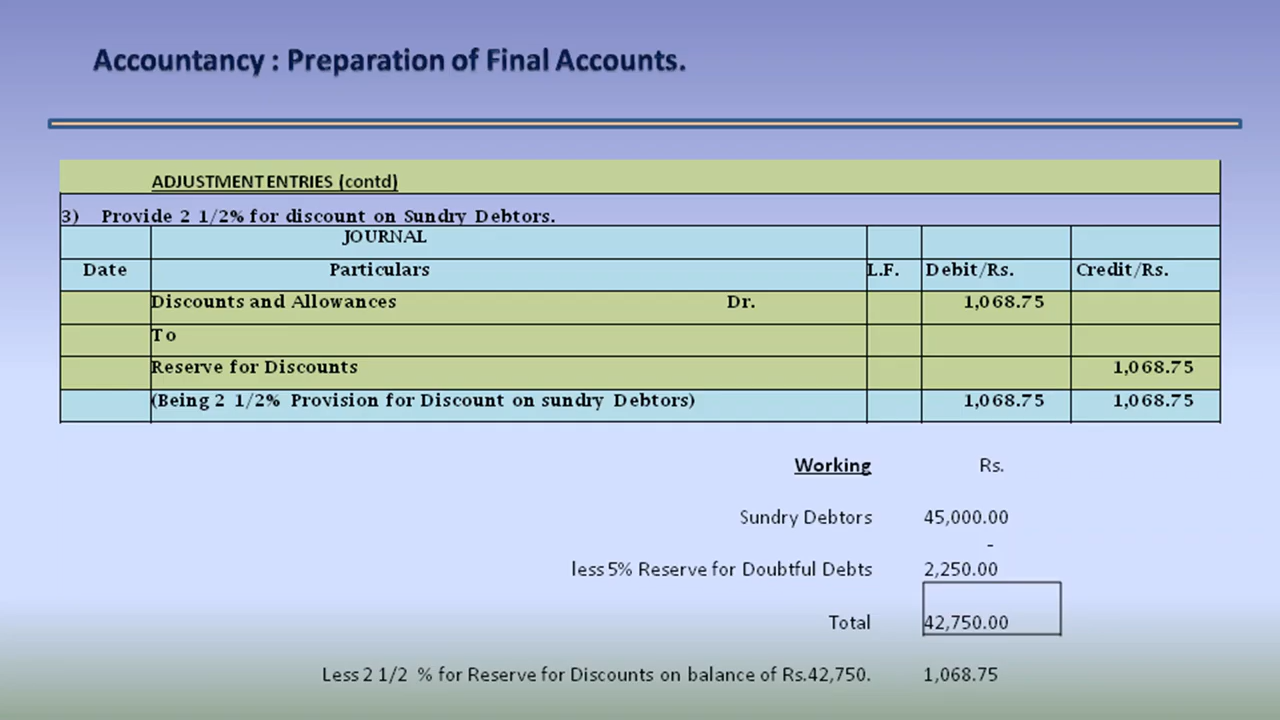 Accountancy : Preparation of Final Accounts.
ADJUSTMENT ENTRIES (contd)
3) Provide 2 1/2% for discount on Sundry Debtors.
JOURNAL
Date Particulars L.F. Debit/Rs. Credit/Rs.
Discounts and Allowances Dr. 1,068.75
To
Reserve for Discounts 1,068.75
(Being 2 1/2% Provision for Discount on sundry Debtors) 1,068.75 1,068.75
Working Rs.
Sundry Debtors 45,000.00
-
less 5% Reserve for Doubtful Debts 2,250.00
Total 42,750.00
Less 2 1/2 % for Reserve for Discounts on balance of Rs.42,750. 1,068.75